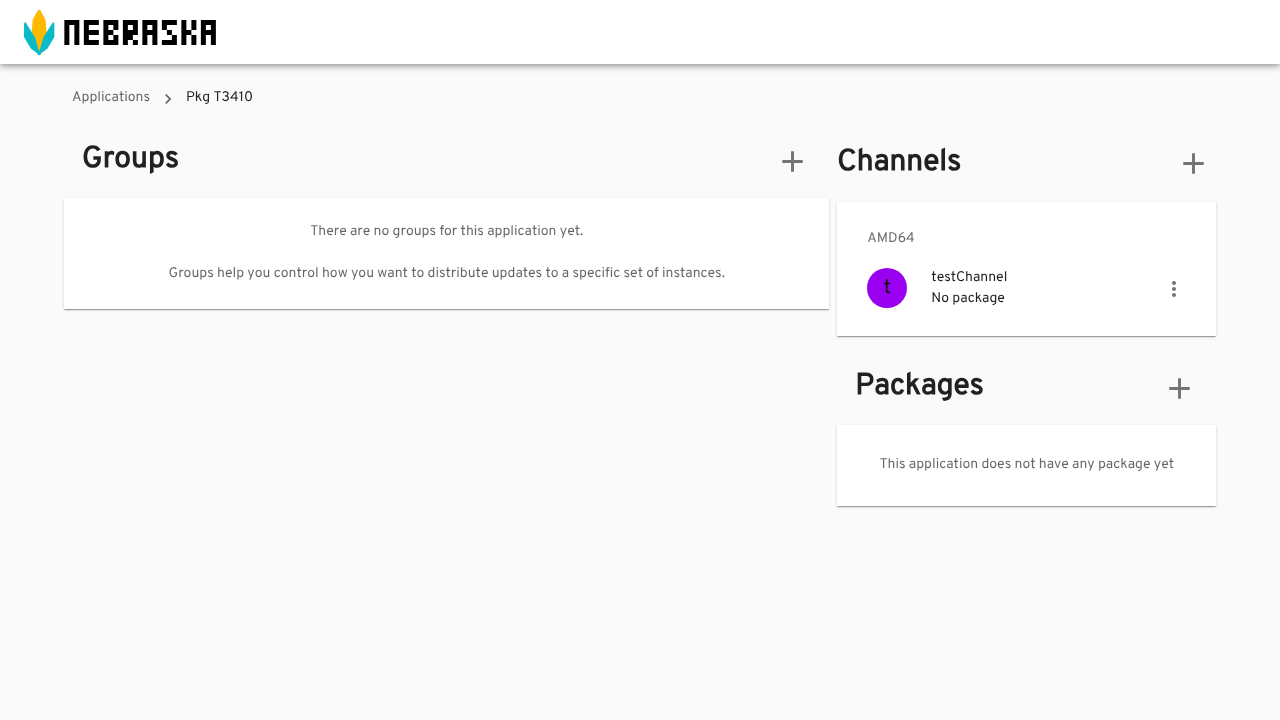 NEBRASKA
Applications
Pkg T3410
Groups
There are no groups for this application yet.
Groups help you control how you want to distribute updates to a specific set of instances.
Channels
AMD64
t
testChannel
No package
Packages
This application does not have any package yet